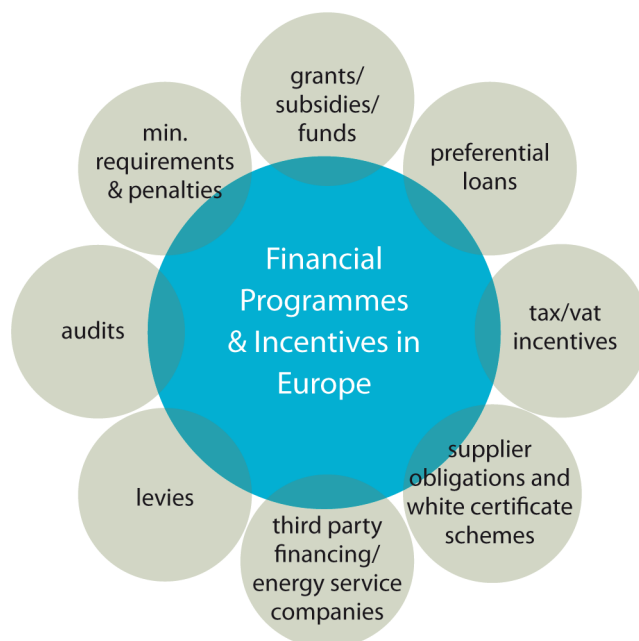 grants/
subsidies/
funds
preferential
loans
tax/vat
incentives
supplier
obligations and
white certificate
schemes
third party
financing/
energy service
companies
levies
audits
min.
requirements
& penalties
Financial
Programmes
& Incentives in
Europe